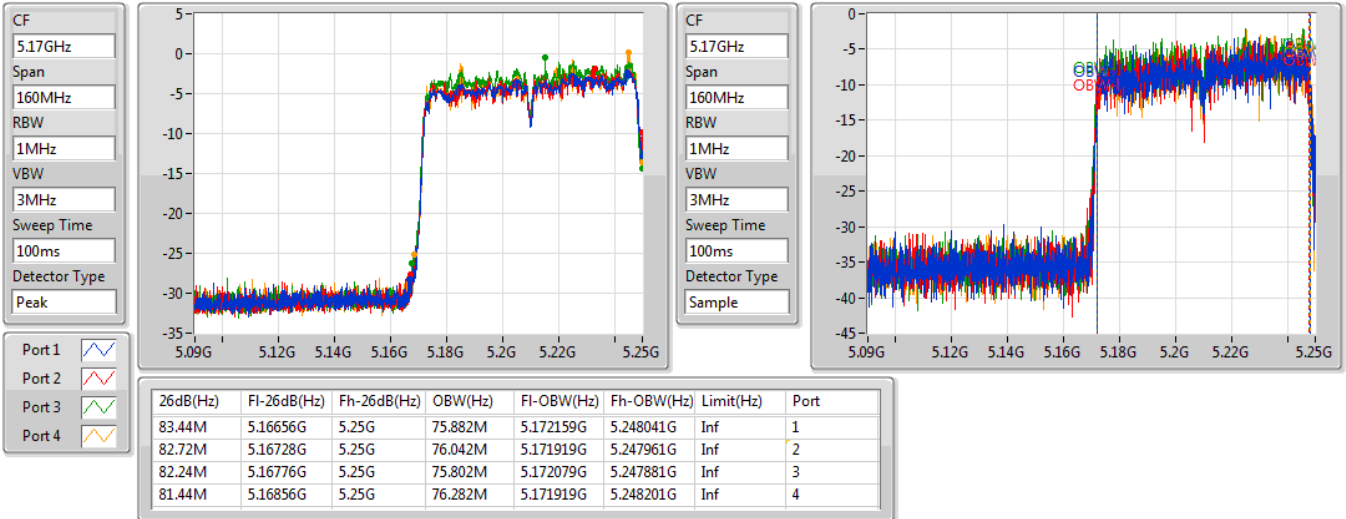 CF
5.17GHz
Span
160MHz
RBW
1MHz
VBW
3MHz
Sweep Time
100ms
Detector Type
Peak
5
0
-5
-10
-15
-20
-25
-30
-35
5.09G 5.12G 5.14G 5.16G 5.18G 5.2G 5.22G 5.25G
CF
5.17GHz
Span
160MHz
RBW
1MHz
VBW
3MHz
Sweep Time
100ms
Detector Type
Sample
0
-5
-10
-15
-20
-25
-30
-35
-40
-45
5.09G 5.12G 5.14G 5.16G 5.18G 5.2G 5.22G 5.25G
Port 1
Port 2
Port 3
Port 4
26dB(Hz) Fl-26dB(Hz) Fh-26dB(Hz) OBW(Hz) Fl-OBW(Hz) Fh-OBW(Hz) Limit(Hz) Port
83.44M 5.16656G 5.25G 75.882M 5.172159G 5.248041G Inf 1
82.72M 5.16728G 5.25G 76.042M 5.171919G 5.247961G Inf 2
82.24M 5.16776G 5.25G 75.802M 5.172079G 5.247881G Inf 3
81.44M 5.16856G 5.25G 76.282M 5.171919G 5.248201G Inf 4